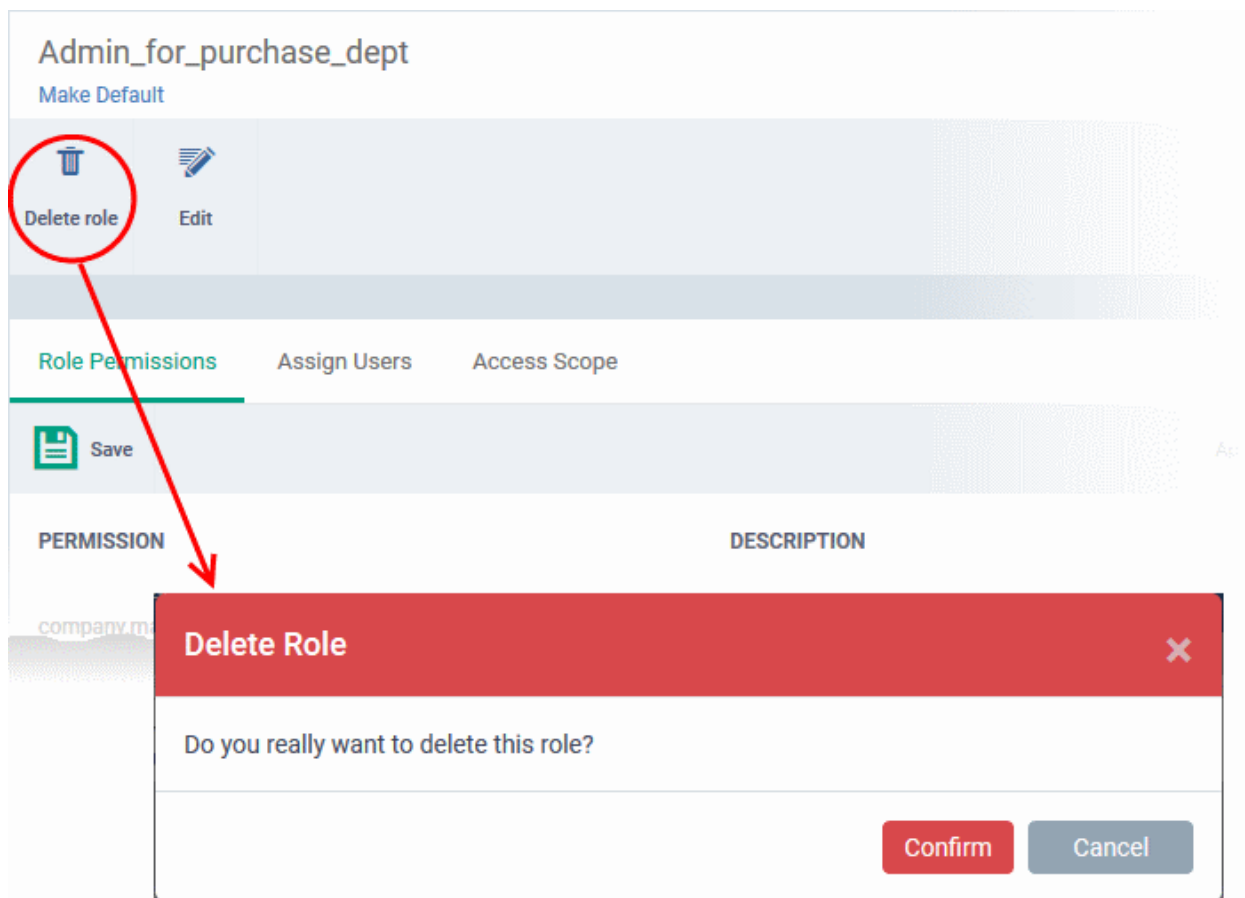 Admin_for_purchase_dept
Make Default
Delete role Edit
Role Permissions Assign Users Access Scope
Save
PERMISSION DESCRIPTION
Delete Role
Do you really want to delete this role?
Confirm Cancel